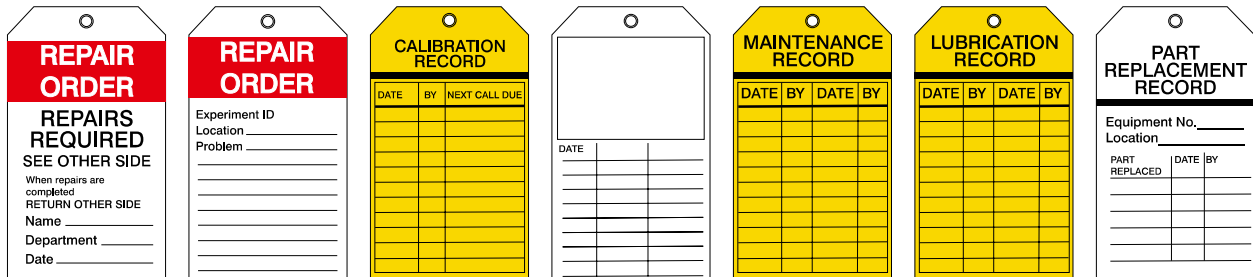 REPAIR
ORDER
REPAIRS
REQUIRED
SEE OTHER SIDE
When repairs are
completed
RETURN OTHER SIDE
Name
Department
Date
REPAIR
ORDER
Experiment ID
Location
Problem
CALIBRATION
RECORD
DATE BY NEXT CALL DUE
DATE
MAINTENANCE
RECORD
DATE BY DATE BY
LUBRICATION
RECORD
DATE BY DATE BY
PART
REPLACEMENT
RECORD
Equipment No.
Location
PART DATE BY
REPLACED